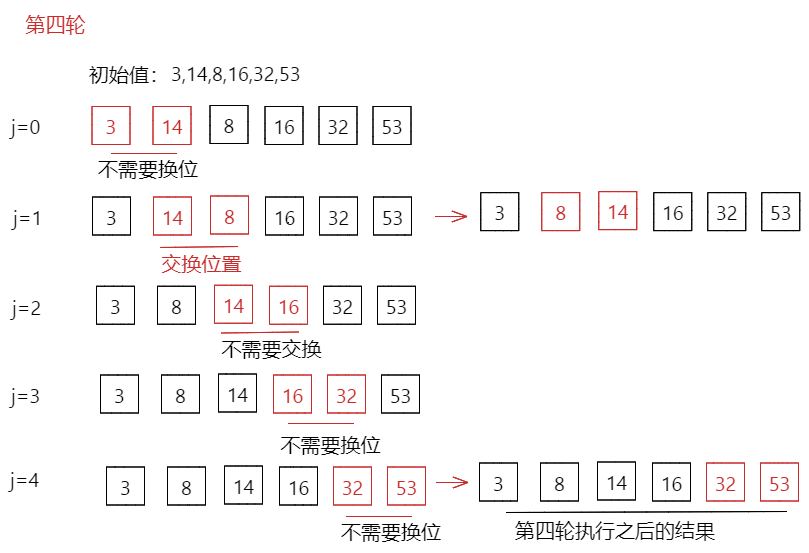 第四轮
初始值： 3,14,8,16,32,53
j=0 3 14 8 16 32 53
不需要换位
j=1 3 14 8 16 32 53 3 8 14 16 32 53
交换位置
j=2 3 8 14 16 32 53
不需要交换
j=3 3 8 14 16 32 53
不需要换位
j=4 3 8 14 16 32 53 3 8 14 16 32 53
不需要换位 第四轮执行之后的结果